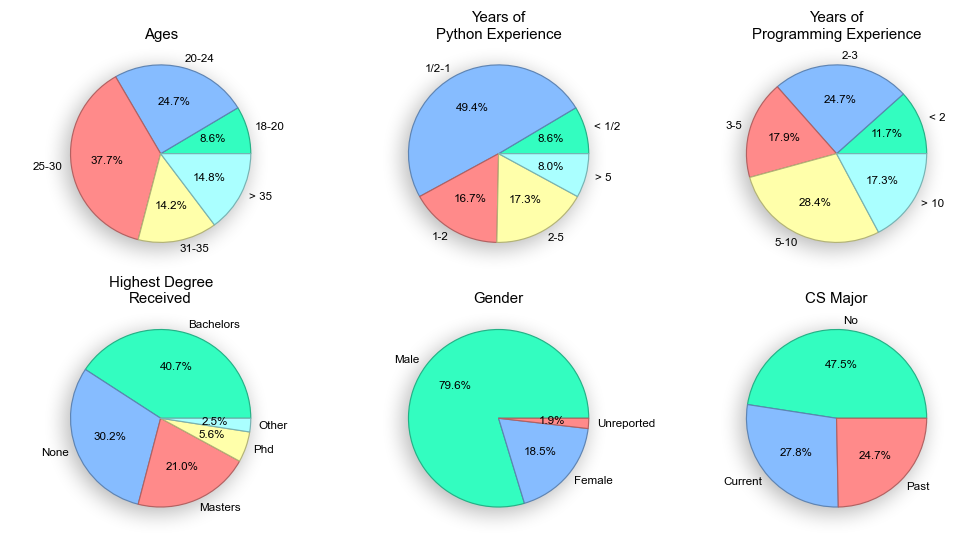 Ages
20-24
24.7%
18-20
8.6%
25-30
37.7%
14.8%
> 35
14.2%
31-35
Years of
Python Experience
1/2-1
49.4%
< 1/2
8.6%
8.0%
> 5
16.7%
17.3%
1-2
2-5
Years of
Programming Experience
2-3
24.7%
< 2
11.7%
3-5
17.9%
17.3%
> 10
28.4%
5-10
Highest Degree
Received
Bachelors
40.7%
2.5%
Other
5.6%
Phd
30.2%
None
21.0%
Masters
Gender
Male
79.6%
1.9%
Unreported
18.5%
Female
CS Major
No
47.5%
27.8%
24.7%
Current
Past